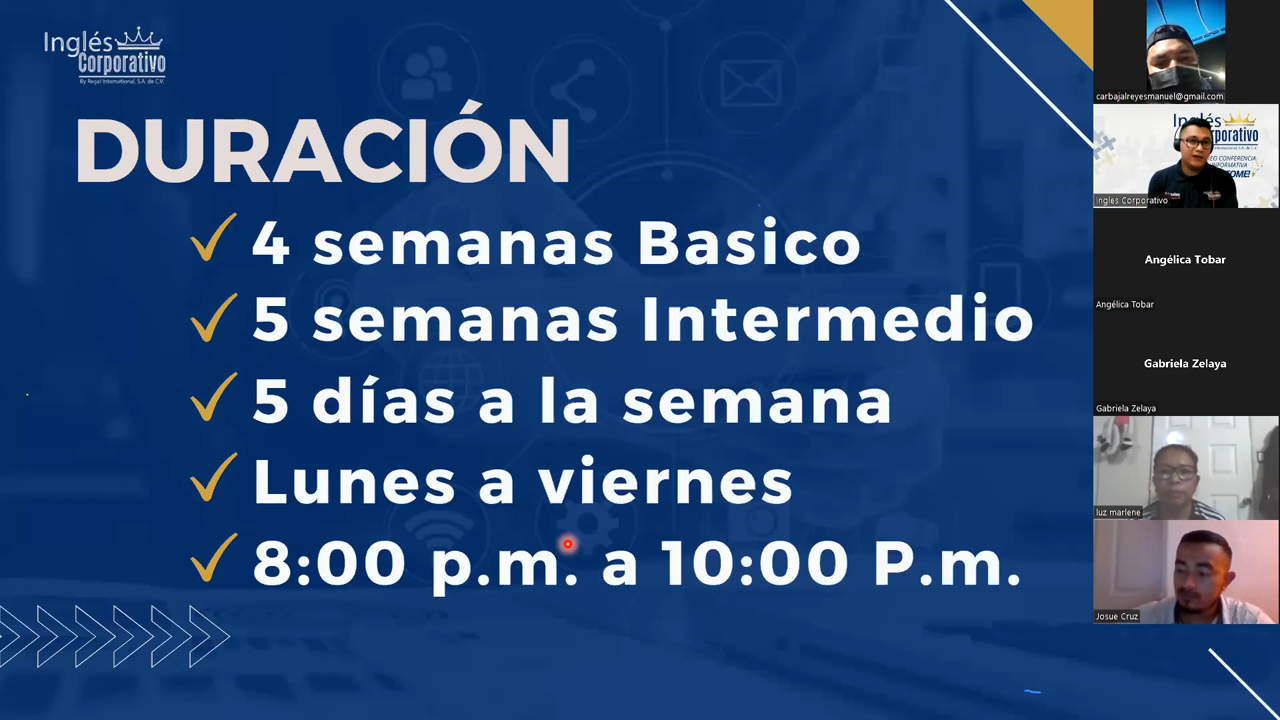 Inglés
Corporativo
By Regal International, S.A. de C.V.
DURACIÓN
4 semanas Basico
5 semanas Intermedio
5 días a la semana
Lunes a viernes
8:00 p.m. a 10:00 P.m.
carbajalreyesmanuel@gmail.com
Inglés Corporativo
Angélica Tobar
Angélica Tobar
Gabriela Zelaya
Gabriela Zelaya
luz marlene
Josue Cruz